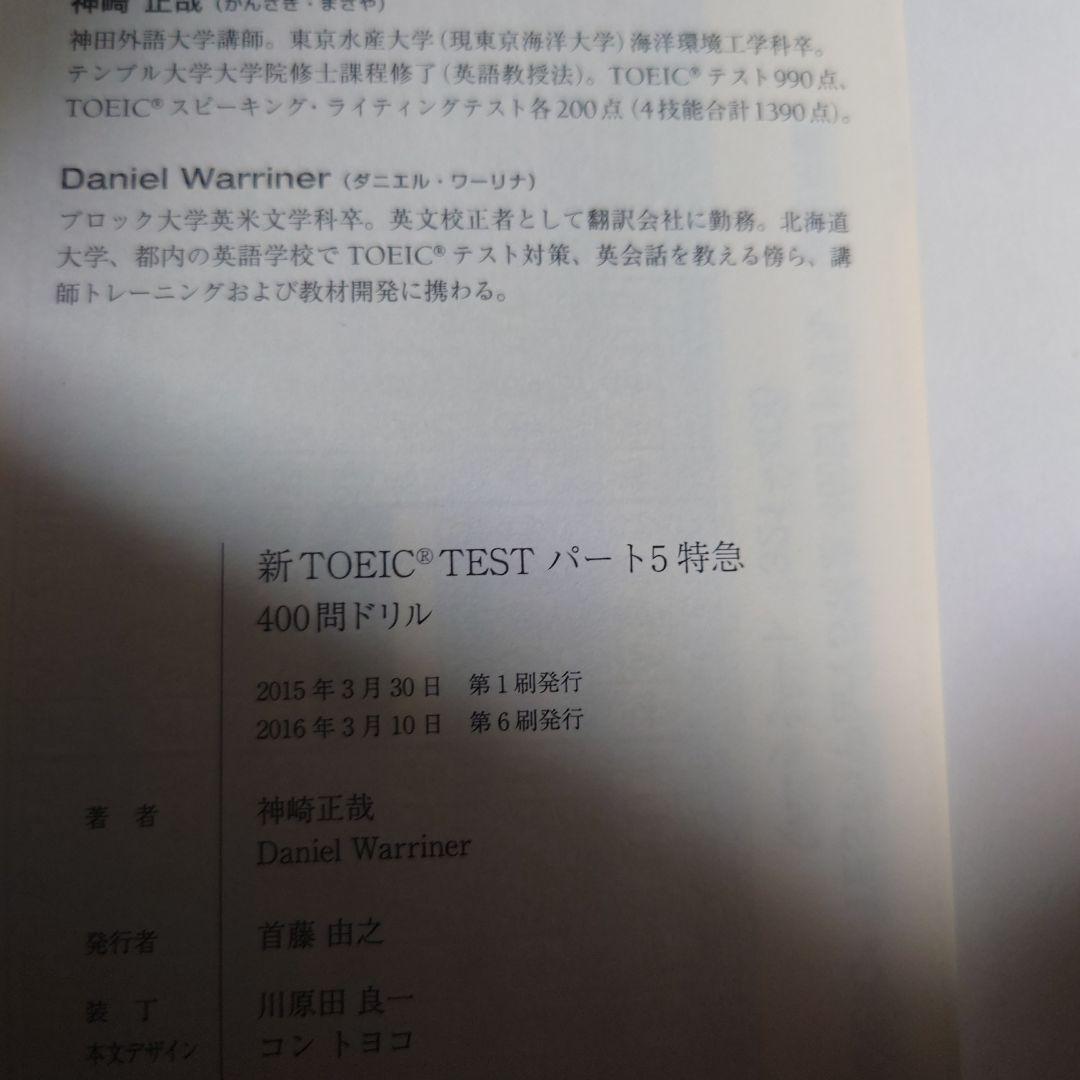 神崎 正哉 (かんざき・まさや)
神田外語大学講師。東京水産大学(現東京海洋大学)海洋環境工学科卒。
テンプル大学大学院修士課程修了(英語教授法)。TOEIC®テスト990点、
TOEIC®スピーキング・ライティングテスト各200点(4技能合計1390点)。
Daniel Warriner (ダニエル・ワーリナ)
ブロック大学英米文学科卒。英文校正者として翻訳会社に勤務。北海道
大学、都内の英語学校でTOEIC®テスト対策、英会話を教える傍ら、講
師トレーニングおよび教材開発に携わる。
新TOEIC®TEST パート5特急
400問ドリル
2015年3月30日 第1刷発行
2016年3月10日 第6刷発行
著 者 神崎正哉
Daniel Warriner
発行者 首藤 由之
装 丁 川原田 良一
本文デザイン コン トヨコ